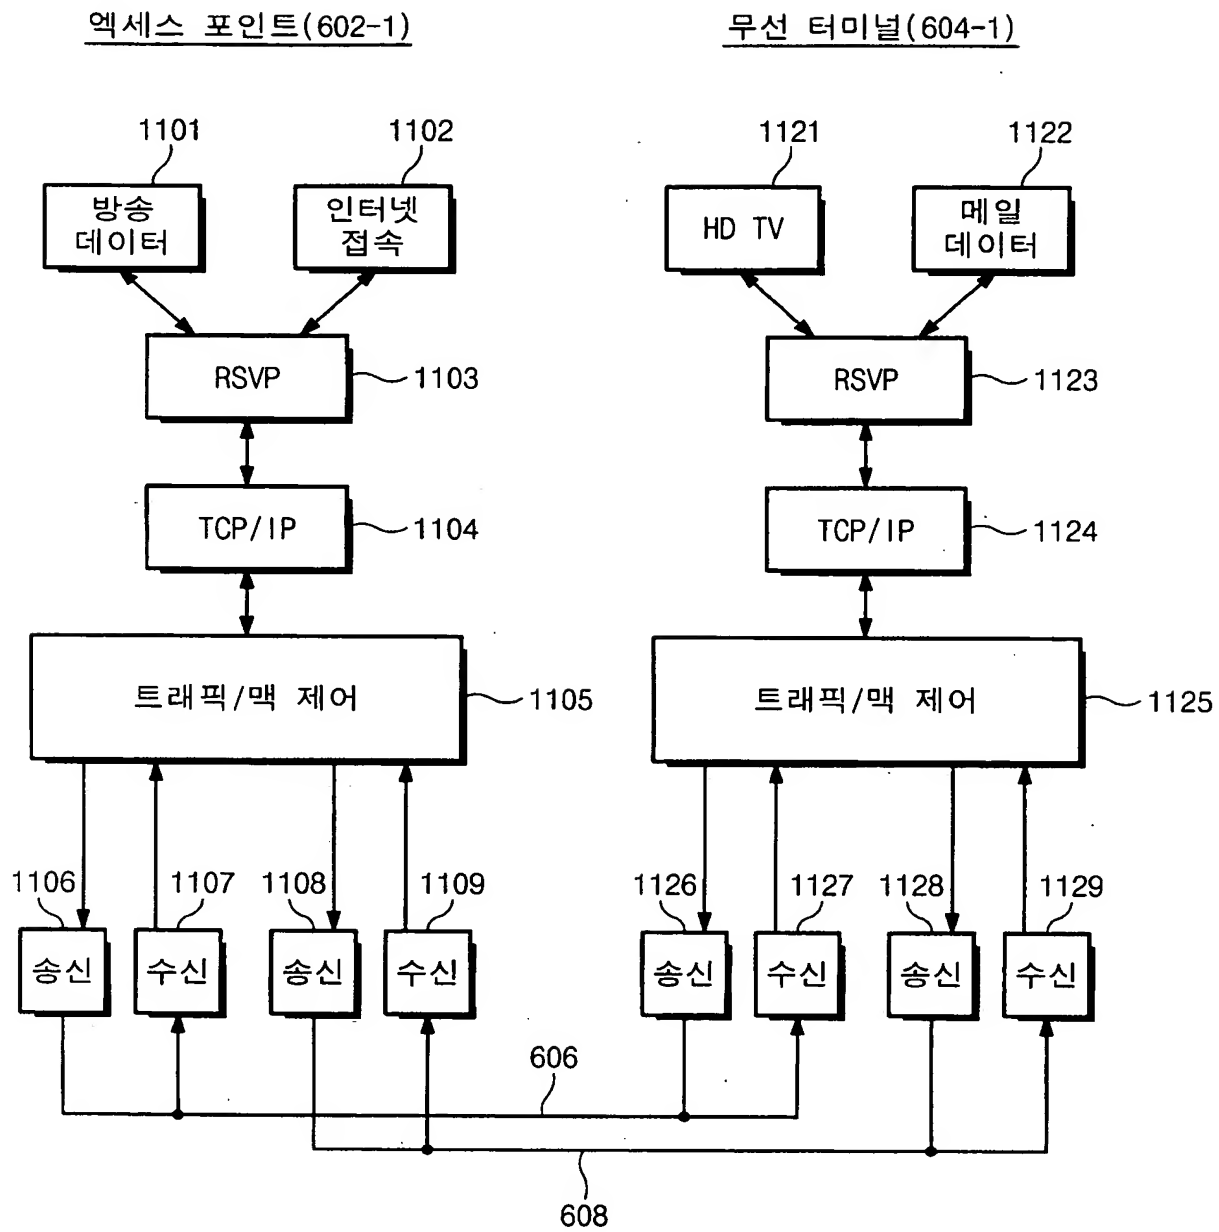 엑세스 포인트(602-1)
무선 터미널(604-1)
1101
1102
1121
1122
방송
데이터
인터넷
접속
HD TV
메일
데이터
RSVP
1103
RSVP
1123
TCP/IP
1104
TCP/IP
1124
트래픽/맥 제어
1105
트래픽/맥 제어
1125
1106
1107
1108
1109
1126
1127
1128
1129
송신
수신
송신
수신
송신
수신
송신
수신
606
608